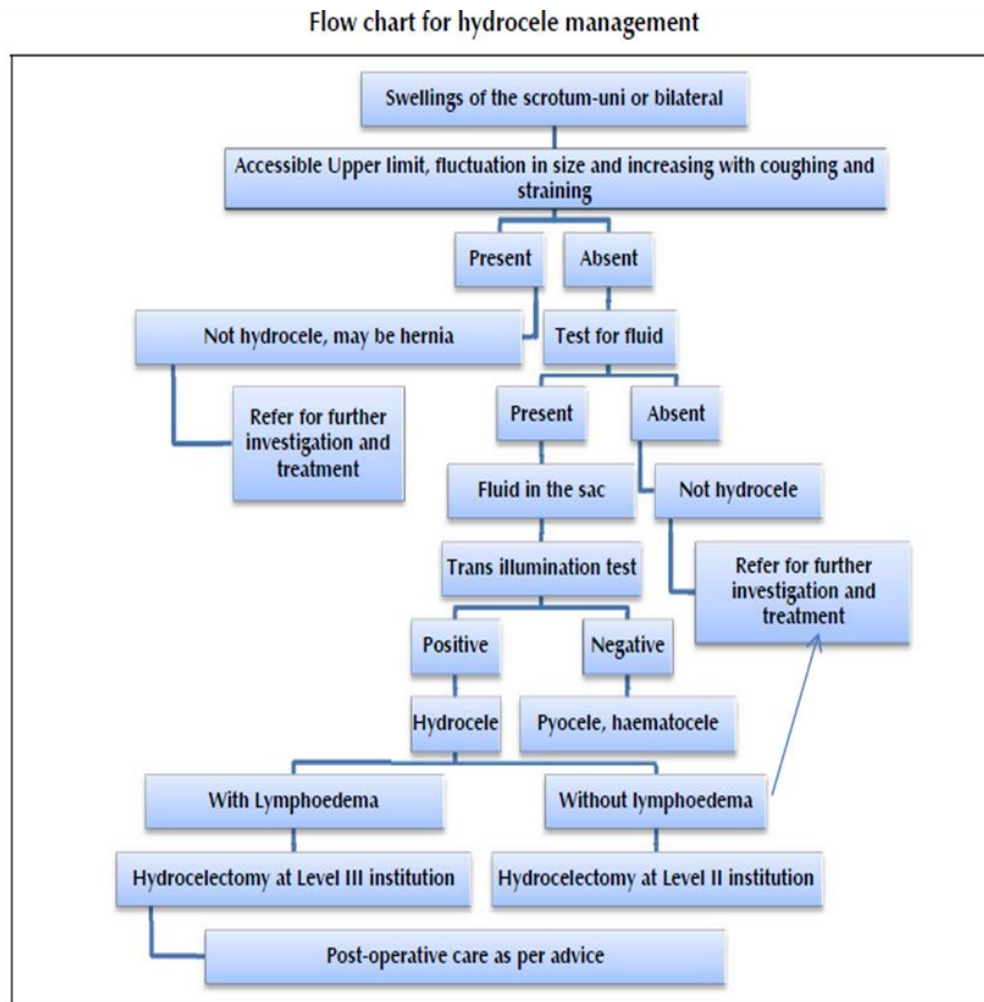 Flow chart for hydrocele management
Swellings of the scrotum-uni or bilateral
Accessible Upper limit, fluctuation in size and increasing with coughing and
straining
Present
Absent
Not hydrocele, may be hernia
Test for fluid
Refer for further
investigation and
treatment
Present
Absent
Fluid in the sac
Not hydrocele
Trans illumination test
Refer for further
investigation and
treatment
Positive
Negative
Hydrocele
Pyocele, haematocele
With Lymphoedema
Without lymphoedema
Hydrocelectomy at Level III institution
Hydrocelectomy at Level II institution
Post-operative care as per advice